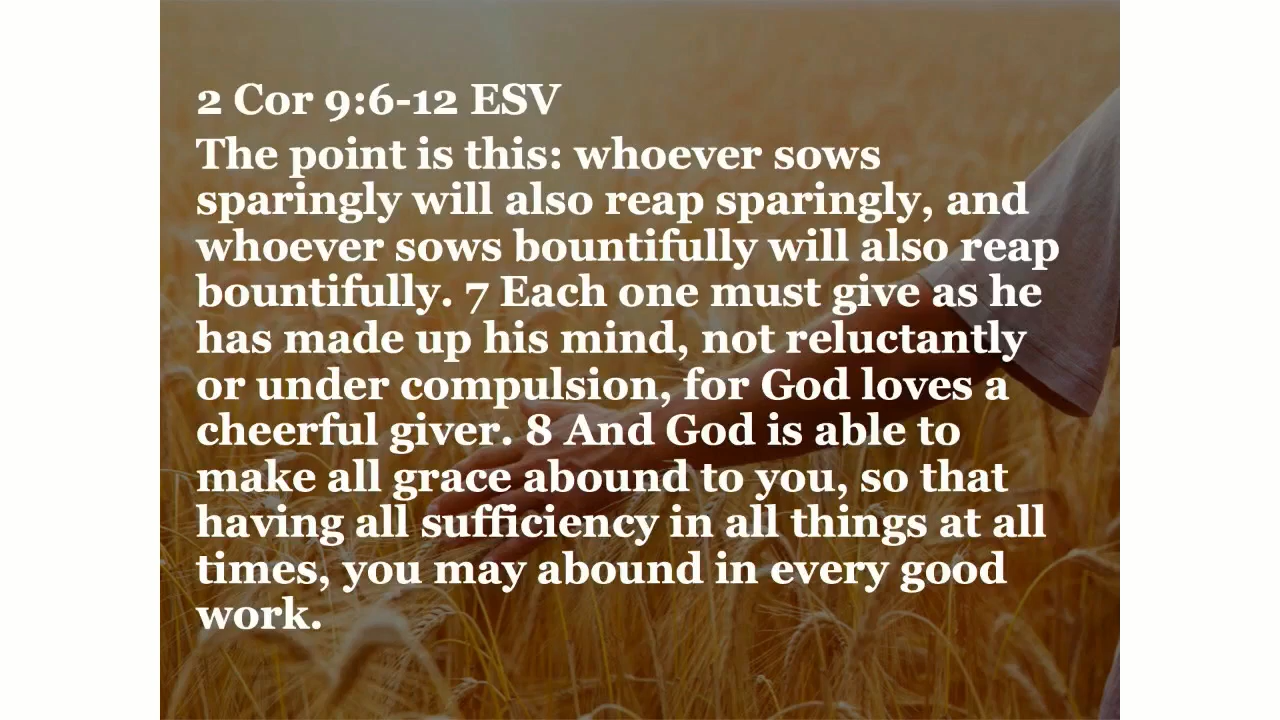 2 Cor 9:6-12 ESV
The point is this: whoever sows
sparingly will also reap sparingly, and
whoever sows bountifully will also reap
bountifully. 7 Each one must give as he
has made up his mind, not reluctantly
or under compulsion, for God loves a
cheerful giver. 8 And God is able to
make all grace abound to you, so that
having all sufficiency in all things at all
times, you may abound in every good
work.